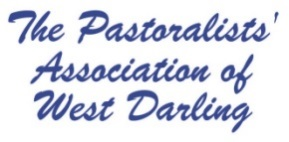 The Pastoralists'
Association of
West Darling